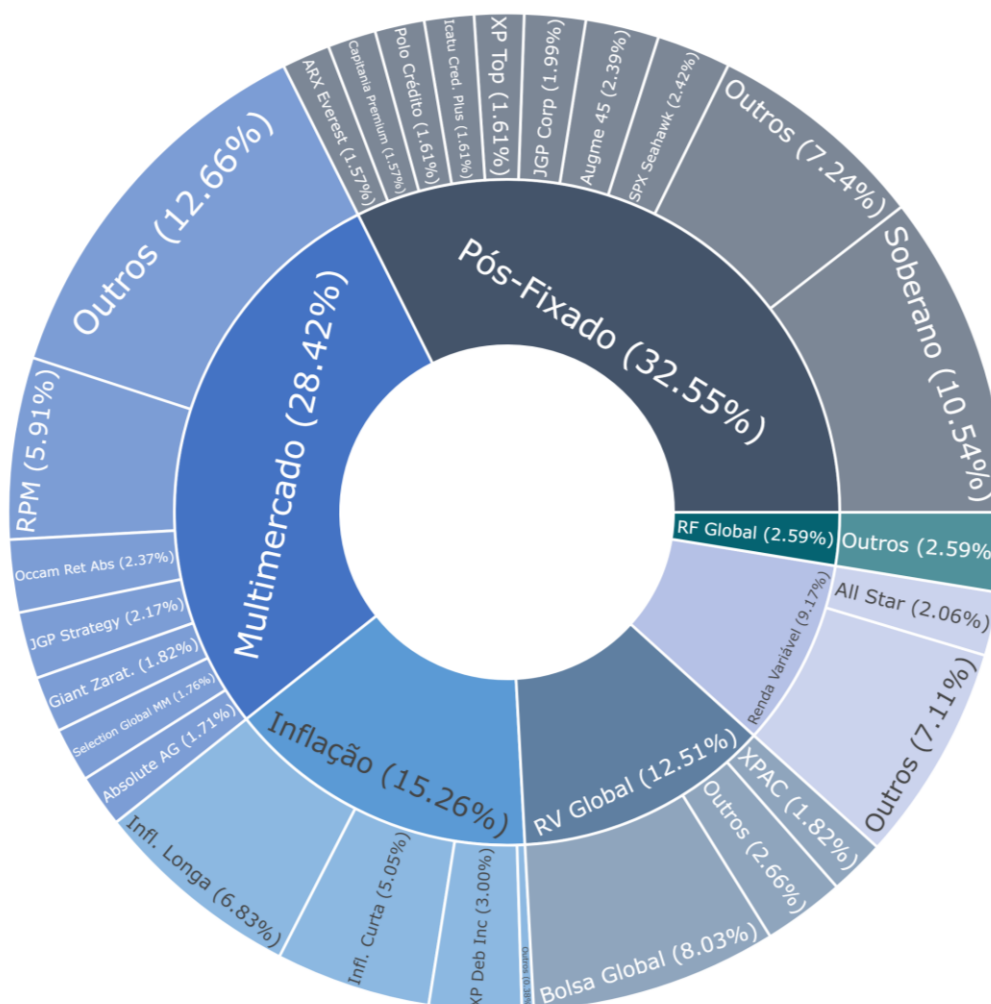 Pós-Fixado (32.55%)
Soberano (10.54%)
Outros (7.24%)
SPX Seahawk (2.42%)
Augme 45 (2.39%)
JGP Corp (1.99%)
XP Top (1.61%)
Icatu Cred. Plus (1.61%)
Polo Crédito (1.61%)
Capitania Premium (1.57%)
ARX Everest (1.57%)
Multimercado (28.42%)
Outros (12.66%)
RPM (5.91%)
Occam Ret Abs (2.37%)
JGP Strategy (2.17%)
Giant Zarat. (1.82%)
Selection Global MM (1.76%)
Absolute AG (1.71%)
Inflação (15.26%)
Infl. Longa (6.83%)
Infl. Curta (5.05%)
XP Deb Inc (3.00%)
Outros
RV Global (12.51%)
Bolsa Global (8.03%)
Outros (2.66%)
XPAC (1.82%)
Renda Variável (9.17%)
Outros (7.11%)
All Star (2.06%)
RF Global (2.59%)
Outros (2.59%